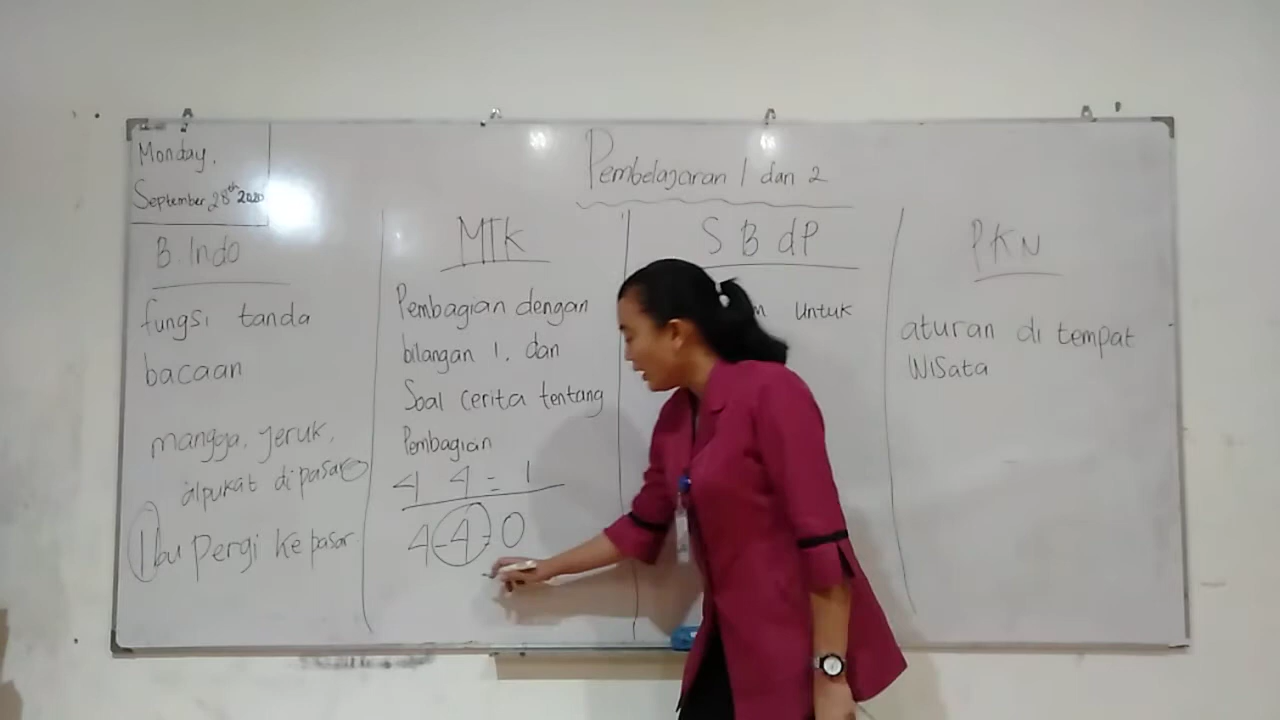 Monday,
September 28th 2020
Pembelajaran 1 dan 2
B. Indo
fungsi tanda
bacaan
mangga, jeruk,
alpukat di pasar
Ibu pergi ke pasar.
MTK
Pembagian dengan
bilangan 1. dan
Soal cerita tentang
Pembagian
4 4 = 1
4 - 4 = 0
S B dP
untuk
PKN
aturan di tempat
Wisata